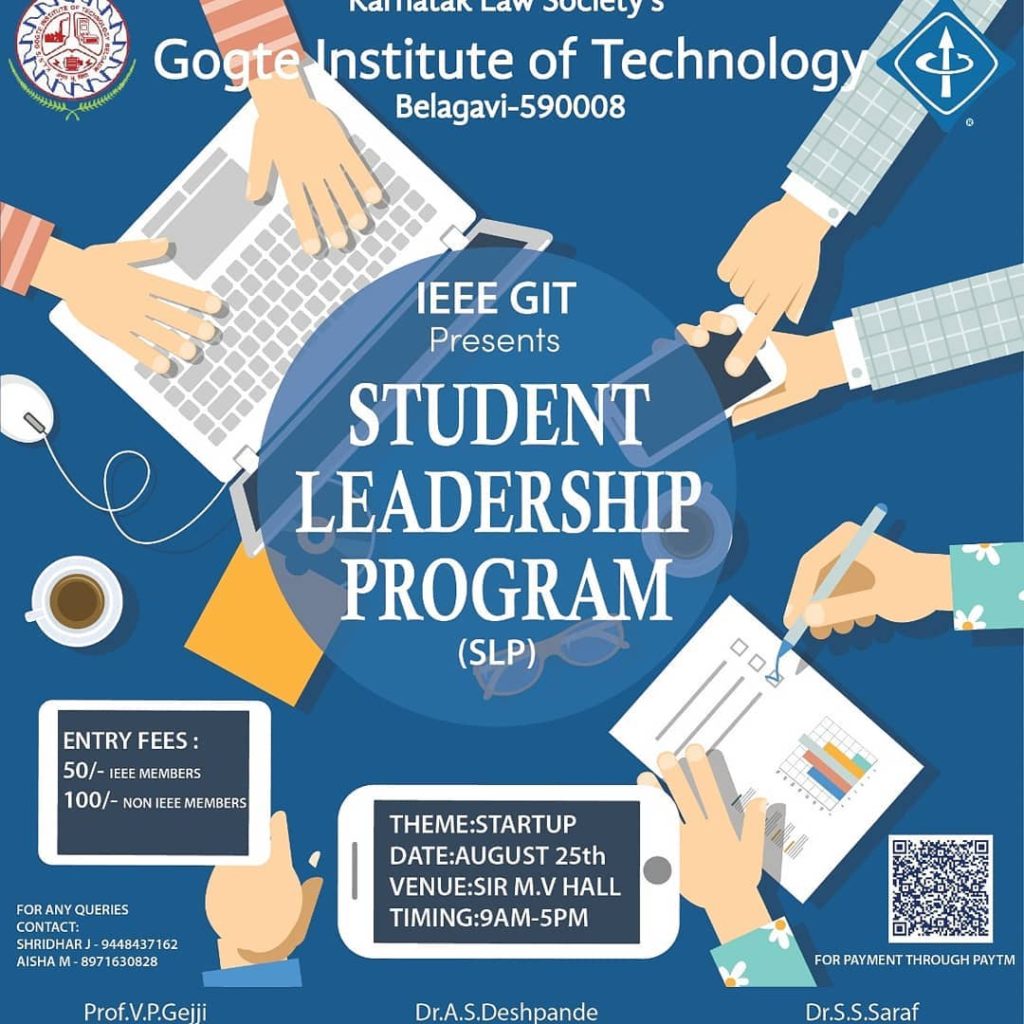 Karnatak Law Society's
Gogte Institute of Technology
Belagavi-590008
®
IEEE GIT
Presents
STUDENT
LEADERSHIP
PROGRAM
(SLP)
ENTRY FEES :
50/- IEEE MEMBERS
100/- NON IEEE MEMBERS
THEME:STARTUP
DATE:AUGUST 25th
VENUE:SIR M.V HALL
TIMING:9AM-5PM
FOR ANY QUERIES
CONTACT:
SHRIDHAR J - 9448437162
AISHA M - 8971630828
FOR PAYMENT THROUGH PAYTM
Prof.V.P.Gejji
Dr.A.S.Deshpande
Dr.S.S.Saraf